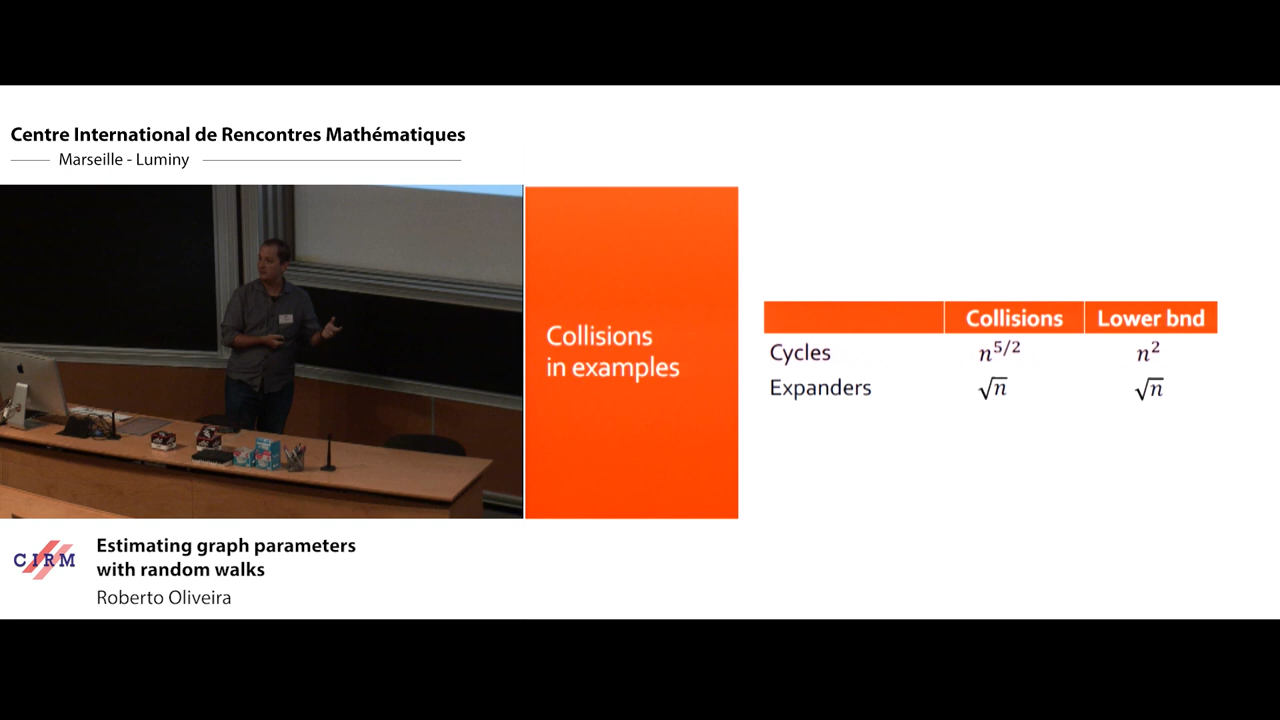 Centre International de Rencontres Mathématiques
Marseille - Luminy
Collisions
in examples
Collisions Lower bnd
Cycles n^{5/2} n^2
Expanders √n √n
CIRM
Estimating graph parameters
with random walks
Roberto Oliveira